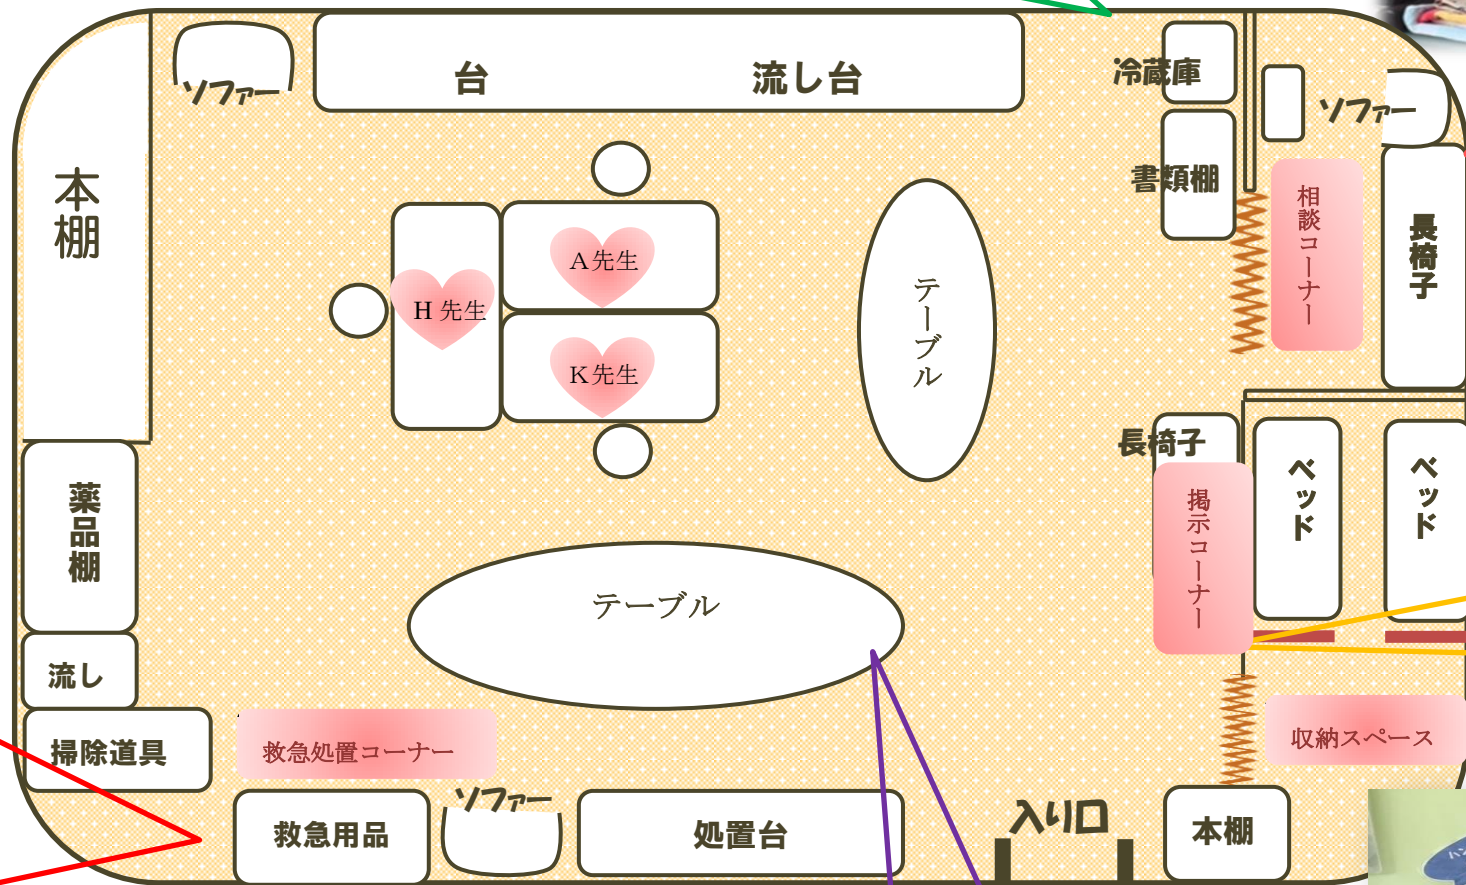 台
流し台
冷蔵庫
ソファー
ソファー
本棚
書類棚
相談コーナー
長椅子
A先生
H先生
K先生
テーブル
長椅子
ベッド
ベッド
薬品棚
掲示コーナー
テーブル
流し
掃除道具
救急処置コーナー
収納スペース
ソファー
入り口
救急用品
処置台
本棚